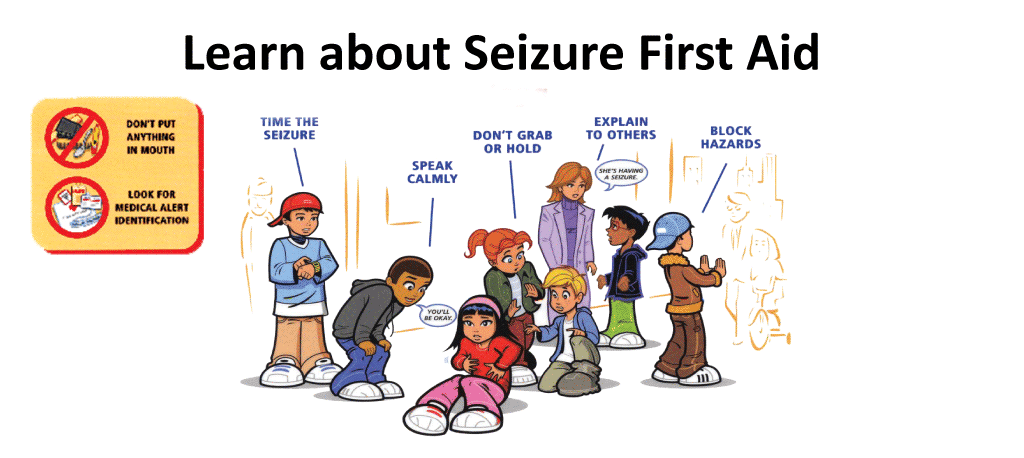 Learn about Seizure First Aid
DON'T PUT
ANYTHING
IN MOUTH
LOOK FOR
MEDICAL ALERT
IDENTIFICATION
TIME THE
SEIZURE
SPEAK
CALMLY
DON'T GRAB
OR HOLD
EXPLAIN
TO OTHERS
BLOCK
HAZARDS
SHE'S HAVING
A SEIZURE.
YOU'LL
BE OKAY.